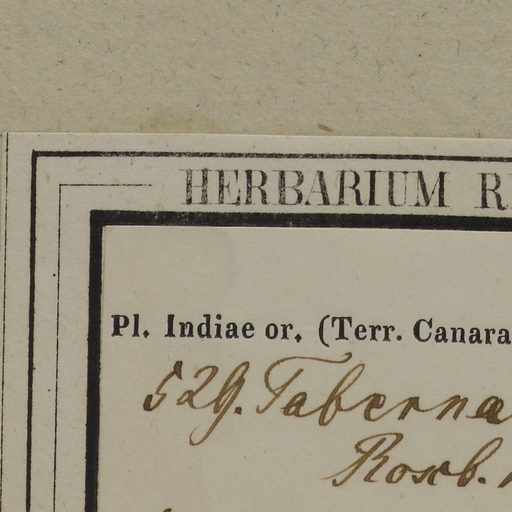 HERBARIUM
Pl. Indiae or. (Terr. Canara
529. Taberna
Roxb.